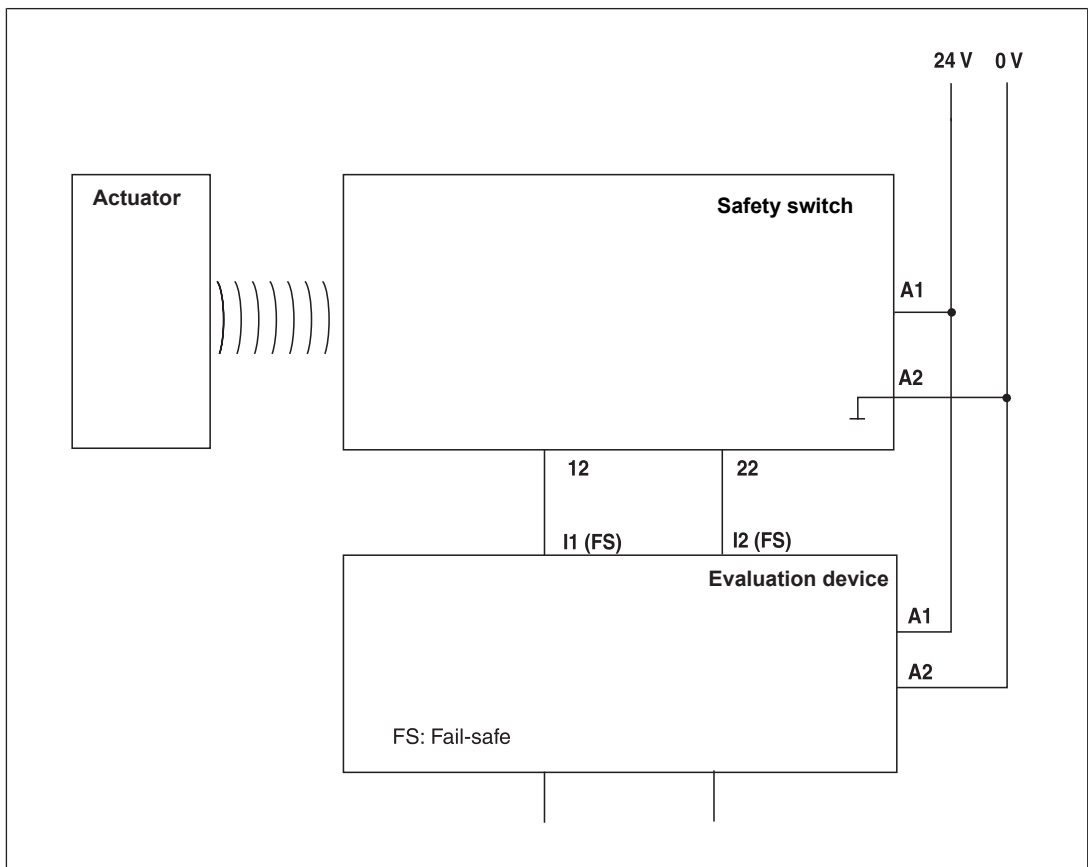 24 V 0 V
Actuator
Safety switch
A1
A2
12 22
I1 (FS) I2 (FS)
Evaluation device
A1
A2
FS: Fail-safe